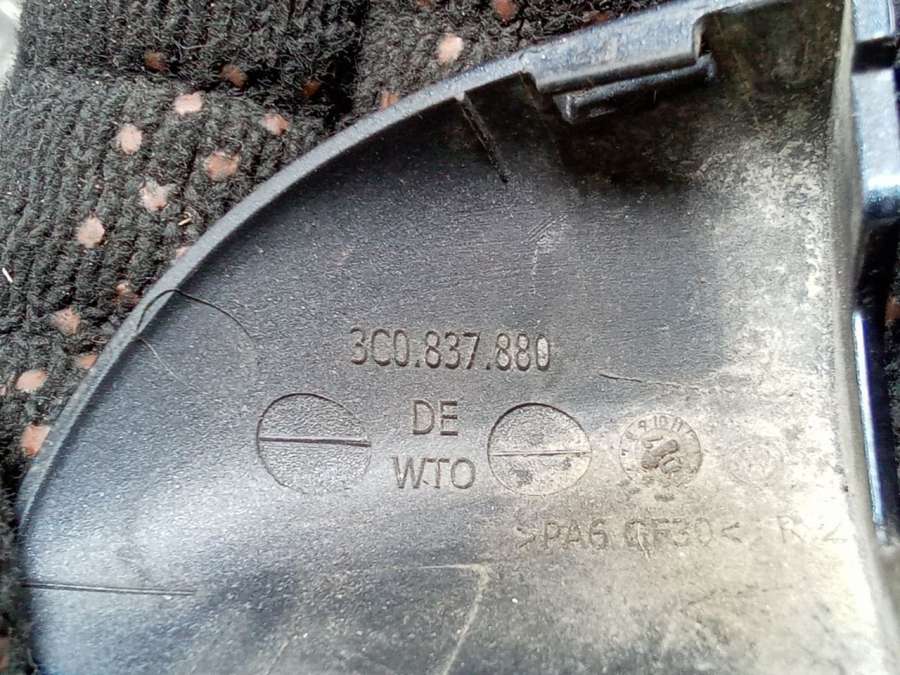 3C0.837.880
DE
WTO
>PA6 GF30<